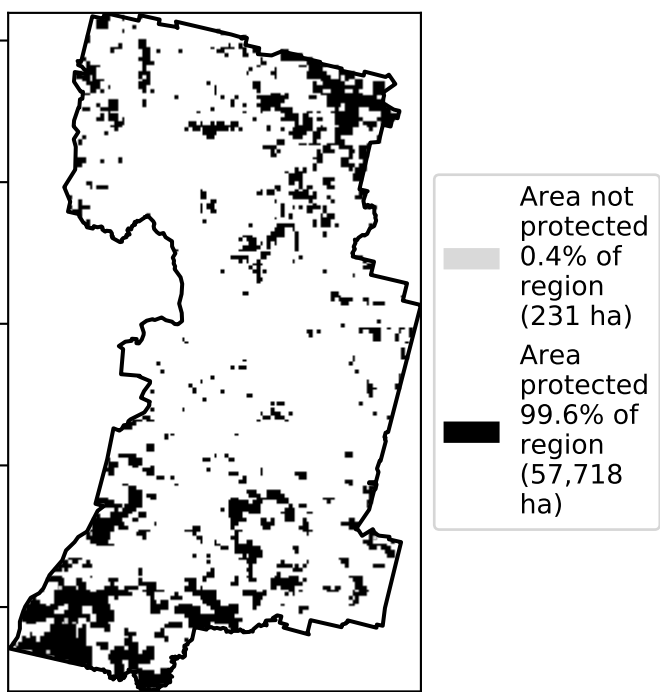 Area not
protected
0.4% of
region
(231 ha)
Area
protected
99.6% of
region
(57,718
ha)